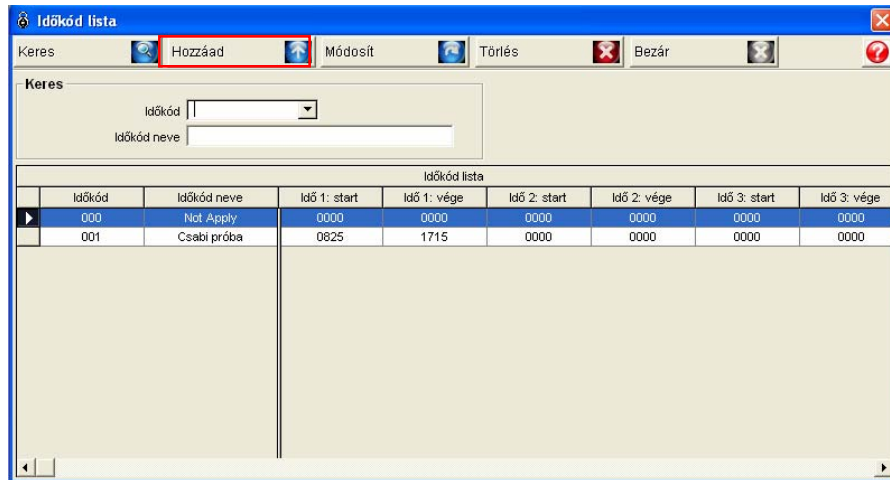 Időkód lista
Keres Hozzáad Módosít Törlés Bezár ?
Keres
Időkód
Időkód neve
Időkód lista
Időkód Időkód neve Idő 1: start Idő 1: vége Idő 2: start Idő 2: vége Idő 3: start Idő 3: vége
000 Not Apply 0000 0000 0000 0000 0000 0000
001 Csabi próba 0825 1715 0000 0000 0000 0000